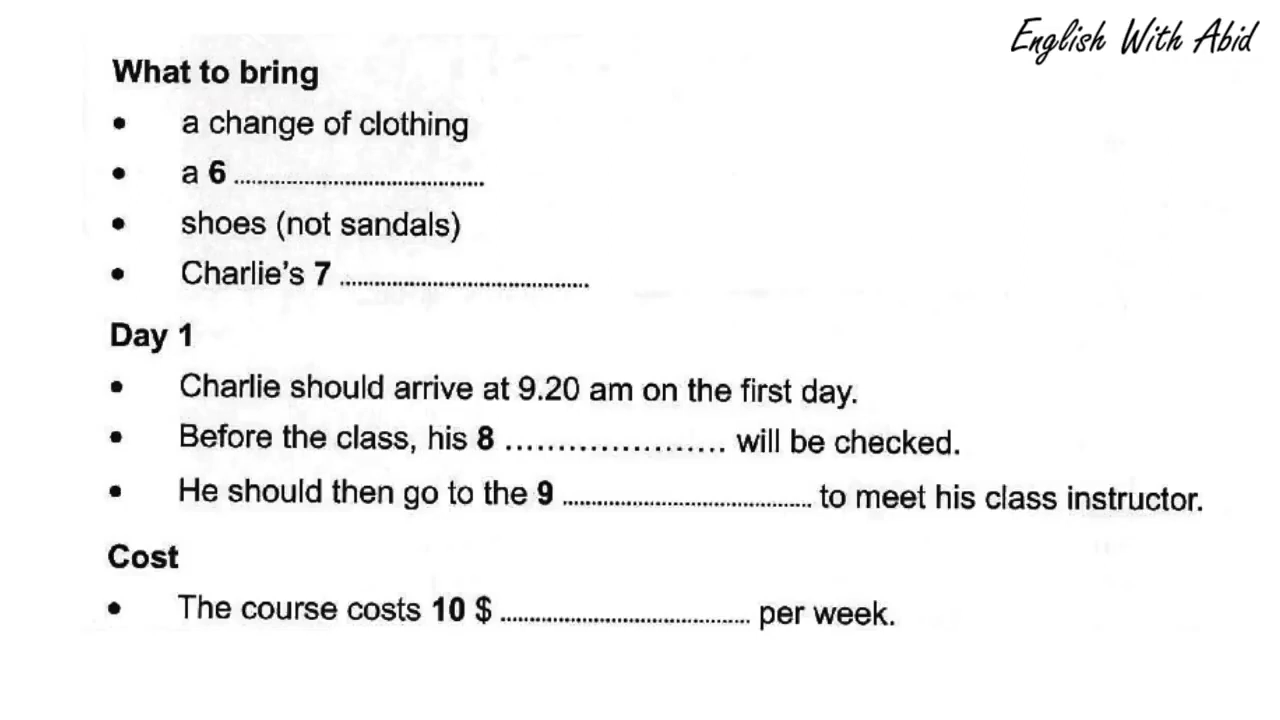 English With Abid
What to bring
• a change of clothing
• a 6 ..........................................
• shoes (not sandals)
• Charlie's 7 ..........................................
Day 1
• Charlie should arrive at 9.20 am on the first day.
• Before the class, his 8 ..................... will be checked.
• He should then go to the 9 .......................................... to meet his class instructor.
Cost
• The course costs 10 $ .......................................... per week.